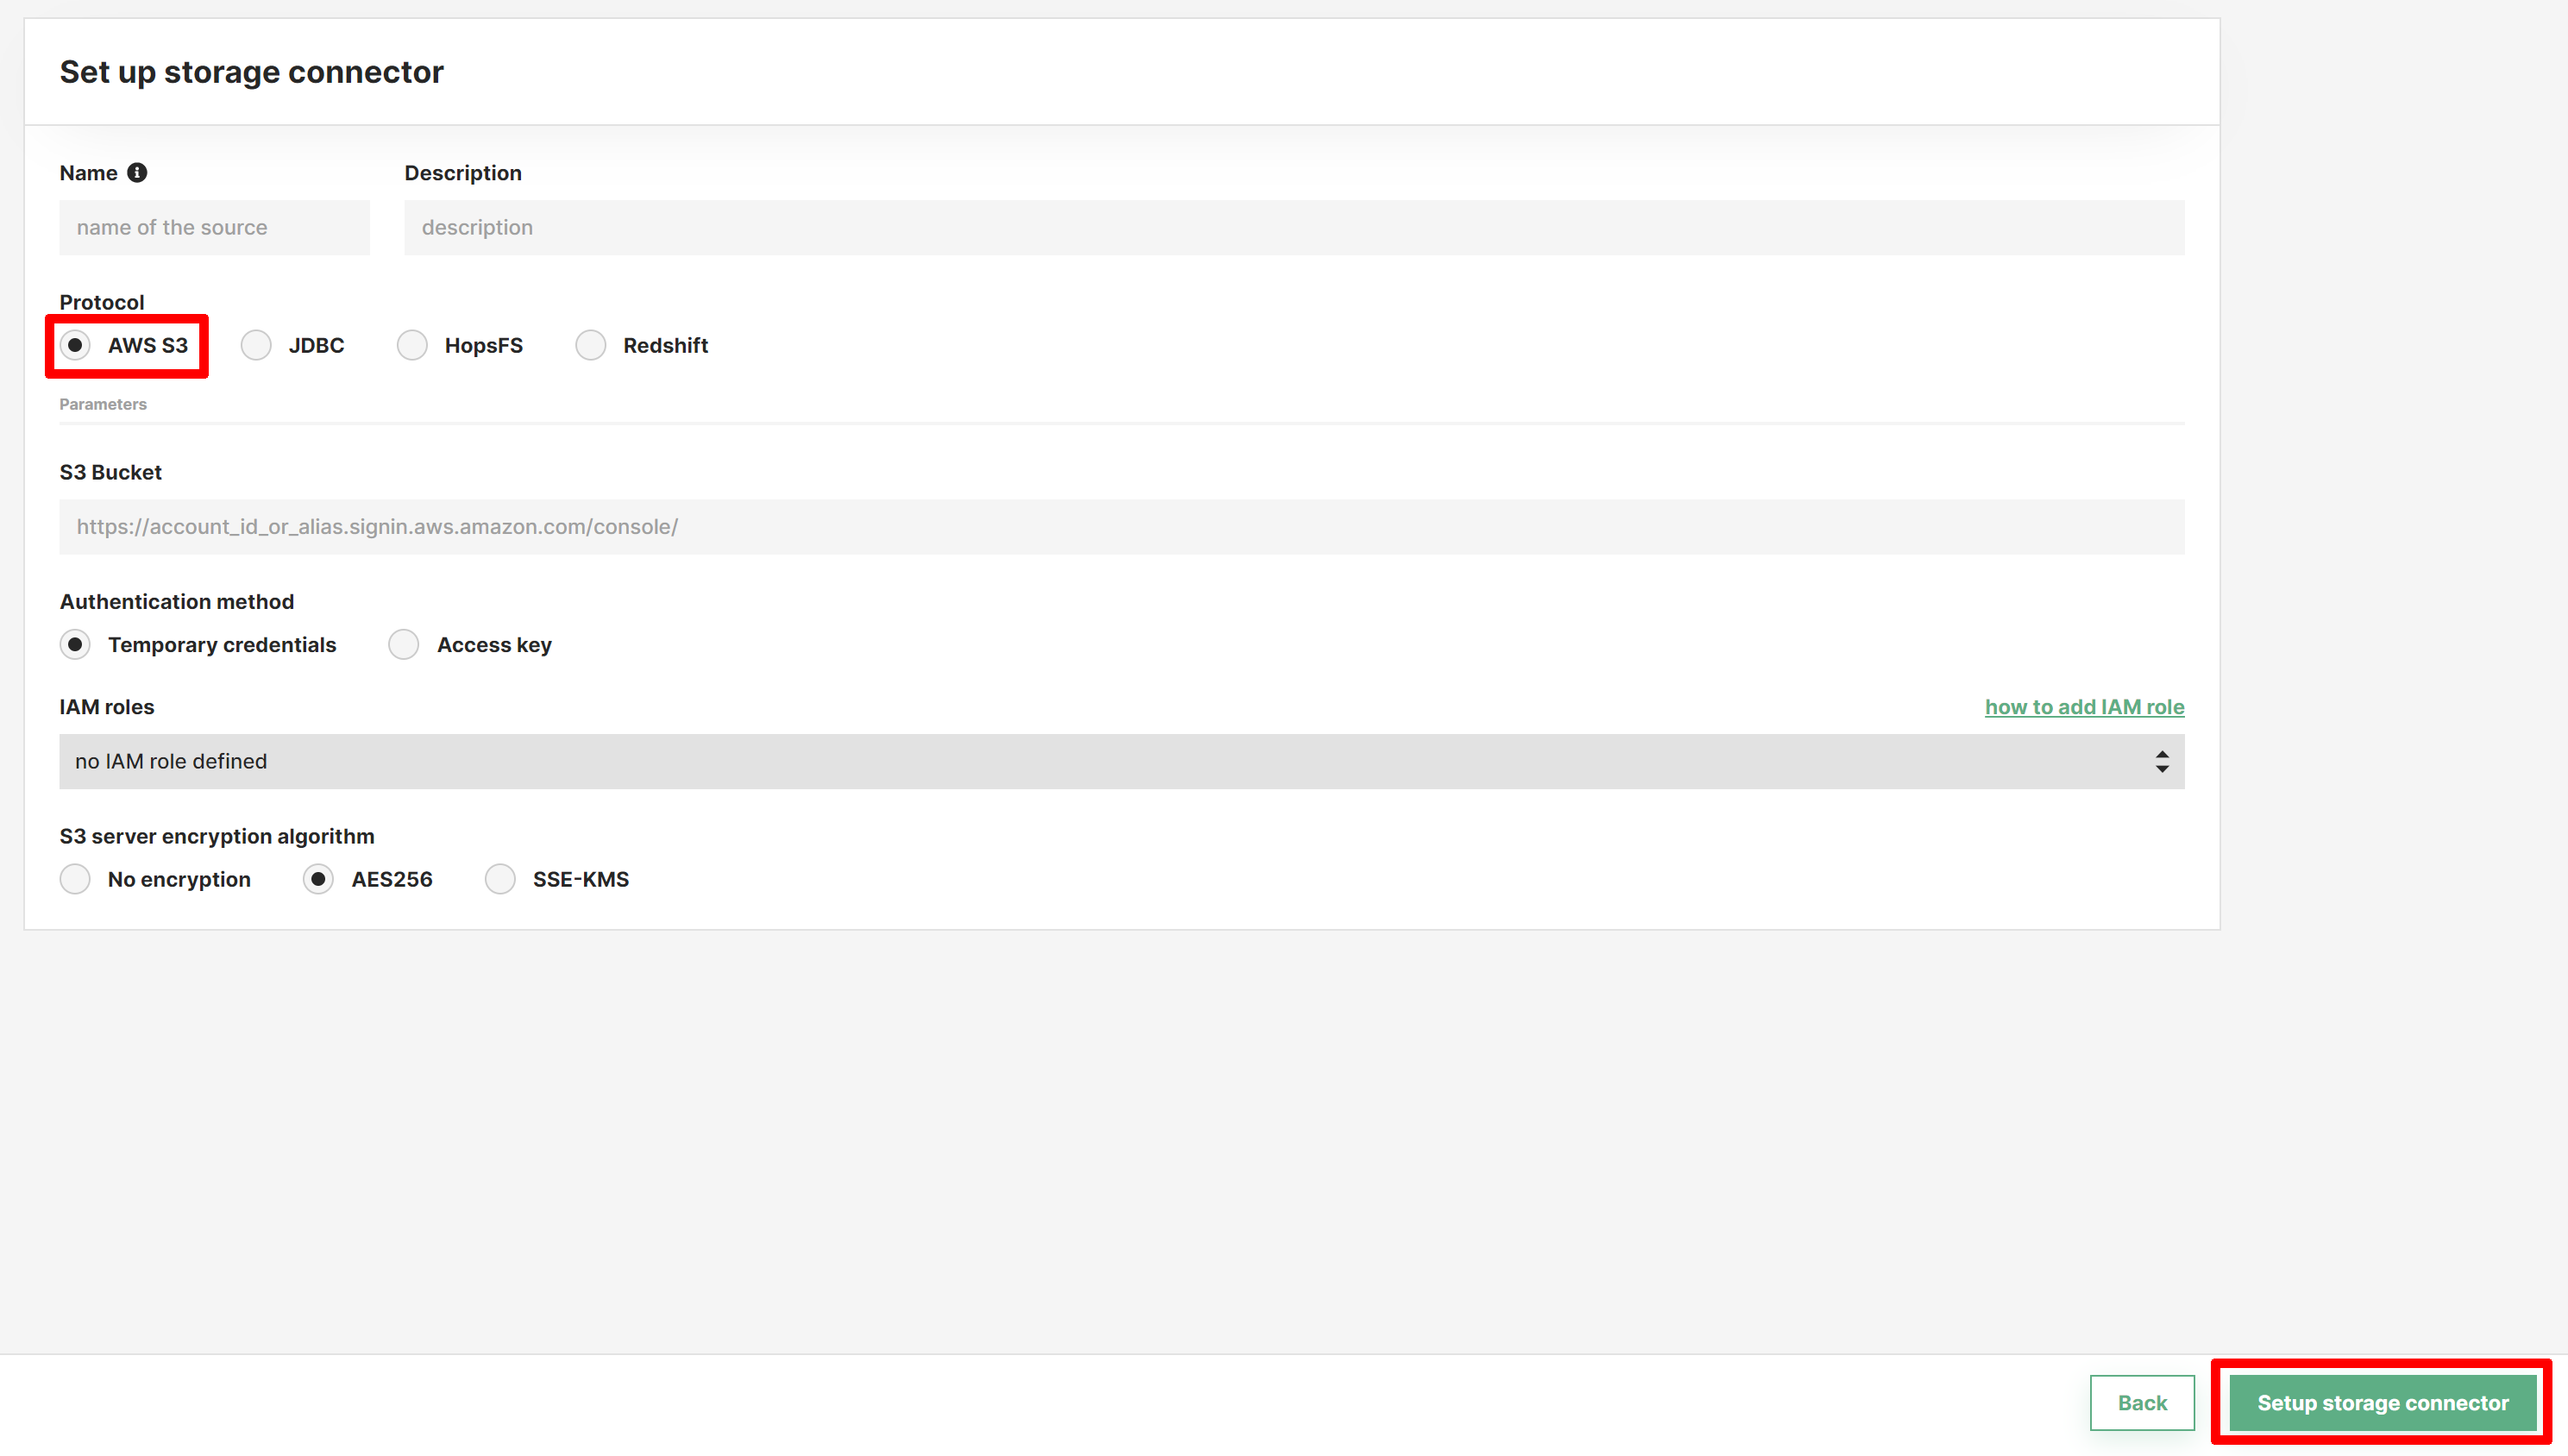 Set up storage connector
Name Description
name of the source description
Protocol
AWS S3 JDBC HopsFS Redshift
Parameters
S3 Bucket
https://account_id_or_alias.signin.aws.amazon.com/console/
Authentication method
Temporary credentials Access key
IAM roles how to add IAM role
no IAM role defined
S3 server encryption algorithm
No encryption AES256 SSE-KMS
Back Setup storage connector